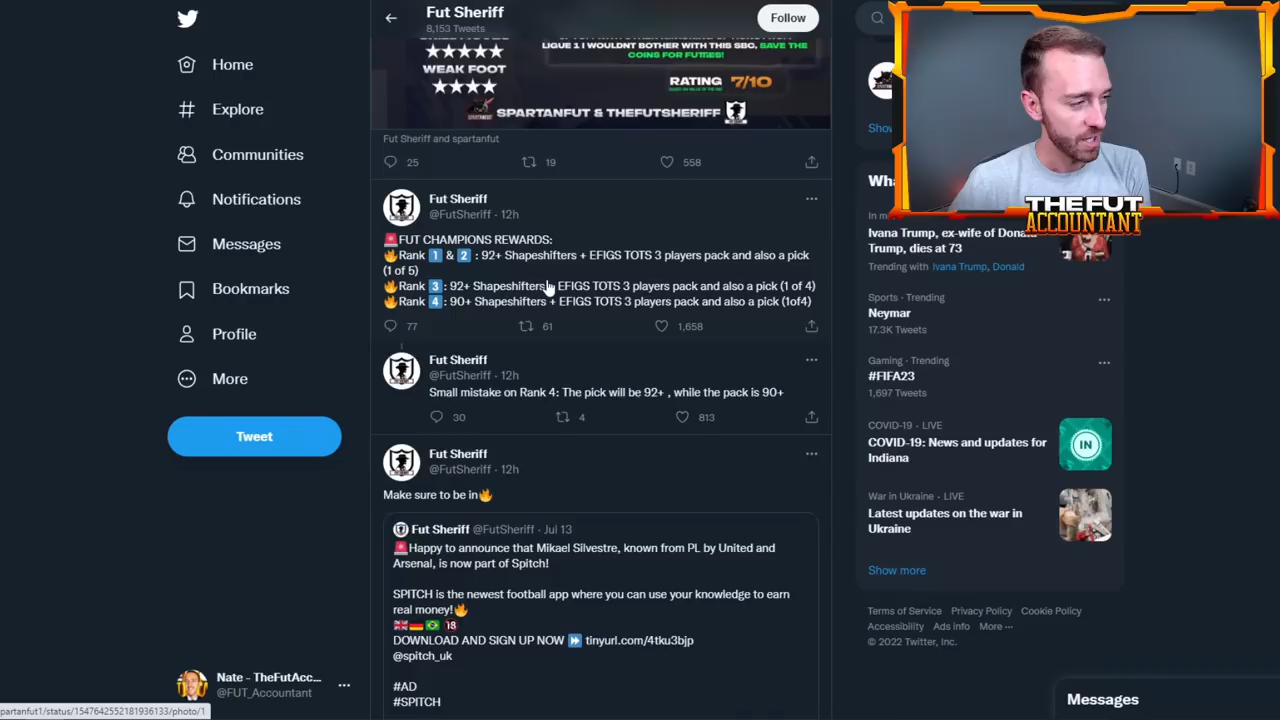 Home
Explore
Communities
Notifications
Messages
Bookmarks
Profile
More
Tweet
Nate - TheFutAcc...
@FUT_Accountant
Fut Sheriff
8,153 Tweets
Follow
LIGUE 1 I WOULDNT BOTHER WITH THIS SBC, SAVE THE
COINS FOR FUTTIES!
WEAK FOOT
RATING 7/10
SPARTANFUT & THEFUTSHERIFF
Fut Sheriff and spartanfut
25 19 558
Fut Sheriff
@FutSheriff · 12h
FUT CHAMPIONS REWARDS:
Rank 1 & 2 : 92+ Shapeshifters + EFIGS TOTS 3 players pack and also a pick
(1 of 5)
Rank 3: 92+ Shapeshifters EFIGS TOTS 3 players pack and also a pick (1 of 4)
Rank 4: 90+ Shapeshifters + EFIGS TOTS 3 players pack and also a pick (1of4)
77 61 1,658
Fut Sheriff
@FutSheriff · 12h
Small mistake on Rank 4: The pick will be 92+ , while the pack is 90+
30 4 813
Fut Sheriff
@FutSheriff · 12h
Make sure to be in
Fut Sheriff @FutSheriff · Jul 13
Happy to announce that Mikael Silvestre, known from PL by United and
Arsenal, is now part of Spitch!
SPITCH is the newest football app where you can use your knowledge to earn
real money!
18
DOWNLOAD AND SIGN UP NOW tinyurl.com/4tku3bjp
@spitch_uk
#AD
#SPITCH
THE FUT
ACCOUNTANT
Ivana Trump, ex-wife of Donald
Trump, dies at 73
Trending with Ivana Trump, Donald
Sports · Trending
Neymar
17.3K Tweets
Gaming · Trending
#FIFA23
1,697 Tweets
COVID-19 · LIVE
COVID-19: News and updates for
Indiana
IN
War in Ukraine · LIVE
Latest updates on the war in
Ukraine
Show more
Terms of Service Privacy Policy Cookie Policy
Accessibility Ads info More ···
© 2022 Twitter, Inc.
Messages
spartanfut1/status/1547642552181936133/photo/1